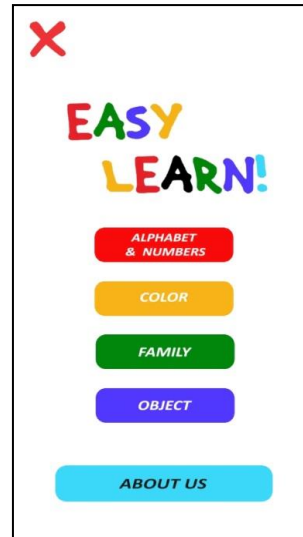 EASY
LEARN!
ALPHABET
& NUMBERS
COLOR
FAMILY
OBJECT
ABOUT US